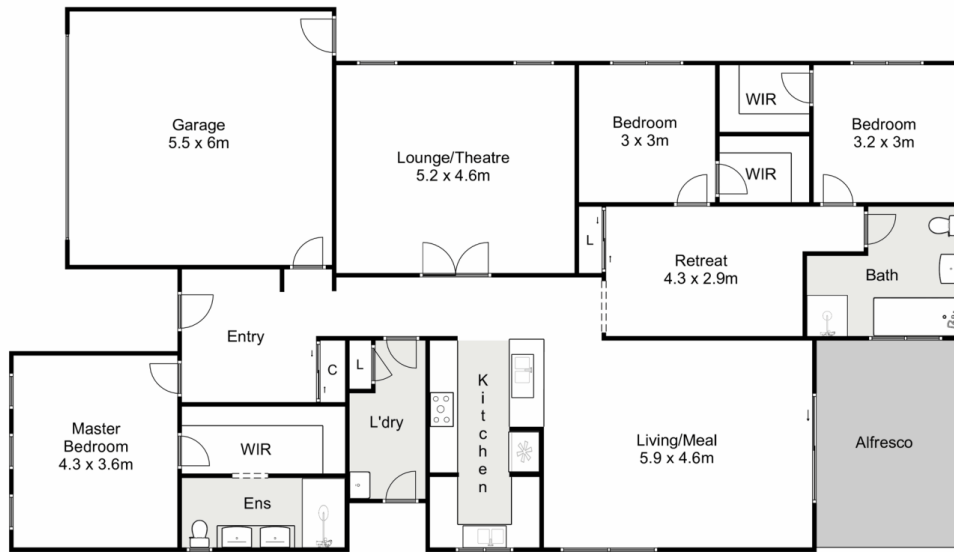 Garage
5.5 x 6m
Lounge/Theatre
5.2 x 4.6m
Bedroom
3 x 3m
WIR
WIR
Bedroom
3.2 x 3m
L
Retreat
4.3 x 2.9m
Bath
Entry
C
L
L'dry
Kitchen
Master
Bedroom
4.3 x 3.6m
WIR
Ens
Living/Meal
5.9 x 4.6m
Alfresco